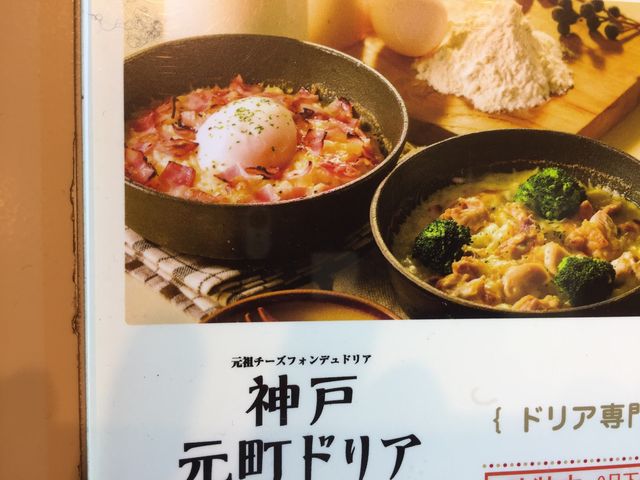 元祖チーズフォンデュドリア
神戸
元町ドリア
{ ドリア専門